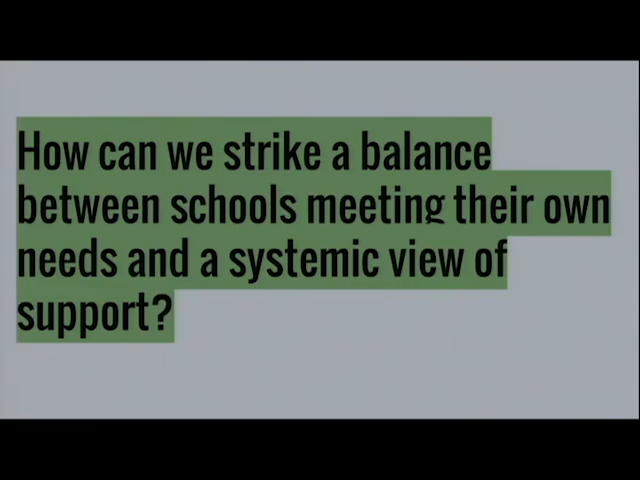 How can we strike a balance
between schools meeting their own
needs and a systemic view of
support?